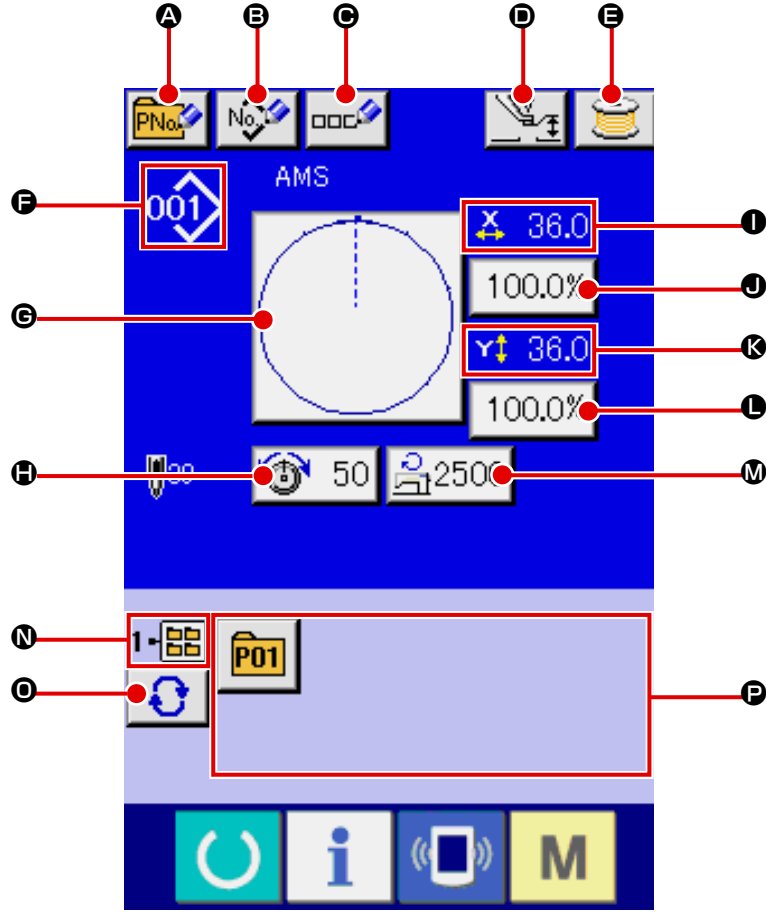 A B C D E
PNo. No.
AMS
F 001 X 36.0 I
100.0% J
G Y 36.0 K
100.0% L
H 50 2500 M
N 1
P01
O P
i M